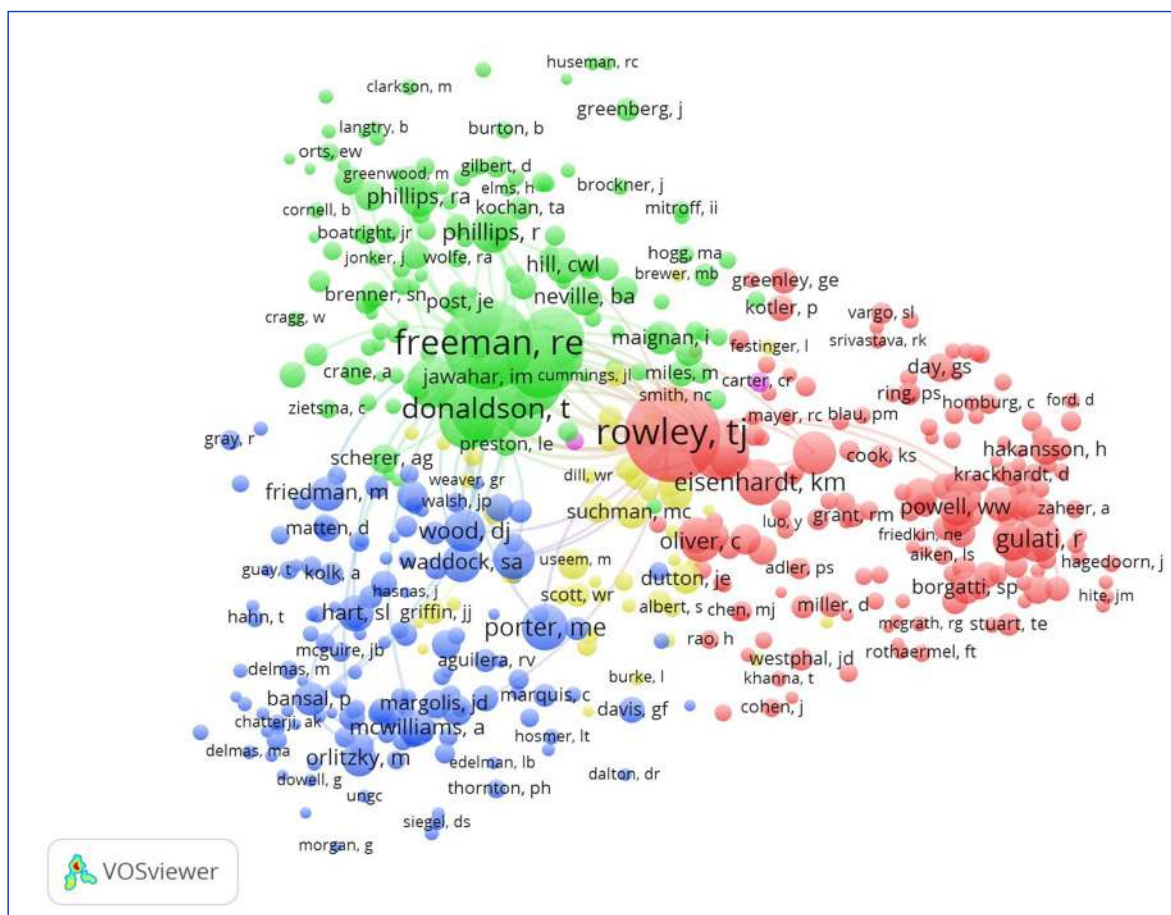 huseman, rc
clarkson, m
greenberg, j
langtry, b
burton, b
orts, ew
gilbert, d
greenwood, m
elms, h
brockner, j
phillips, ra
kochan, ta
mitroff, ii
cornell, b
boatright, jr
phillips, r
jonker, j
wolfe, ra
hill, cwl
hogg, ma
brewer, mb
greenley, ge
brenner, sn
post, je
neville, ba
kotler, p
vargo, sl
cragg, w
freeman, re
maignan, i
srivastava, rk
festinger, l
day, gs
crane, a
jawahar, im
cummings, jl
miles, m
carter, cr
ring, ps
smith, nc
homburg, c
ford, d
zietsma, c
donaldson, t
mayer, rc
blau, pm
gray, r
preston, le
rowley, tj
hakansson, h
scherer, ag
cook, ks
dill, wr
eisenhardt, km
krackhardt, d
weaver, gr
friedman, m
walsh, jp
suchman, mc
powell, ww
zaheer, a
matten, d
wood, dj
luo, y
grant, rm
friedkin, ne
oliver, c
gulati, r
guay, t
kolk, a
waddock, sa
useem, m
aiken, ls
hagedoorn, j
adler, ps
hasnas, j
dutton, je
scott, wr
borgatti, sp
hite, jm
hahn, t
hart, sl
griffin, jj
albert, s
chen, mj
miller, d
porter, me
mcgrath, rg
stuart, te
rao, h
mcguire, jb
aguilera, rv
rothaermel, ft
delmas, m
westphal, jd
khanna, t
burke, l
bansal, p
margolis, jd
marquis, c
davis, gf
cohen, j
chatterji, ak
mcwilliams, a
hosmer, lt
delmas, ma
orlitzky, m
edelman, lb
dowell, g
dalton, dr
ungc
thornton, ph
siegel, ds
morgan, g
VOSviewer